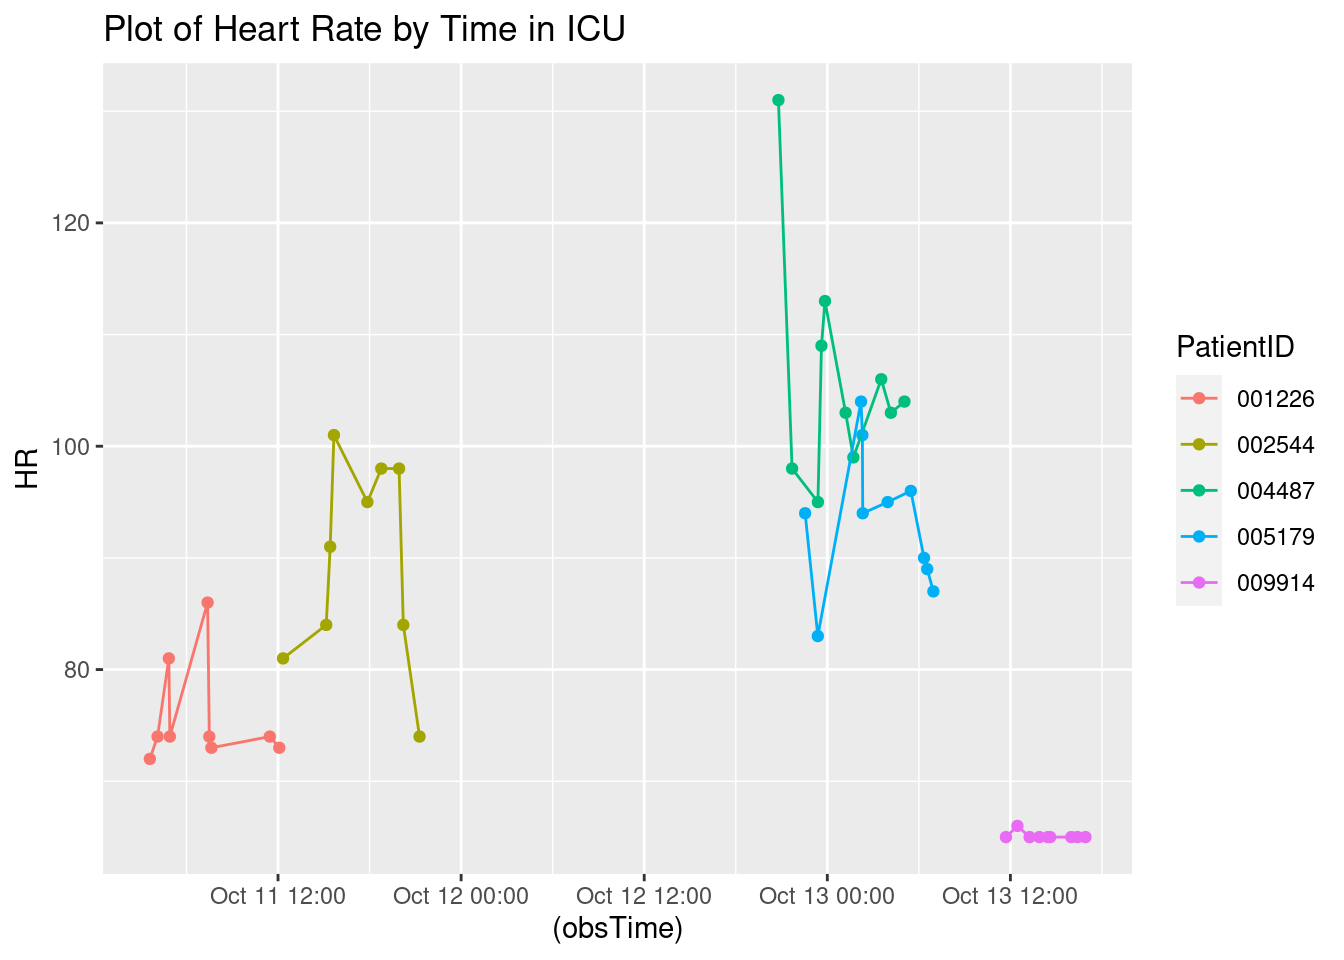 Plot of Heart Rate by Time in ICU
HR
120
100
80
Oct 11 12:00 Oct 12 00:00 Oct 12 12:00 Oct 13 00:00 Oct 13 12:00
(obsTime)
PatientID
001226
002544
004487
005179
009914